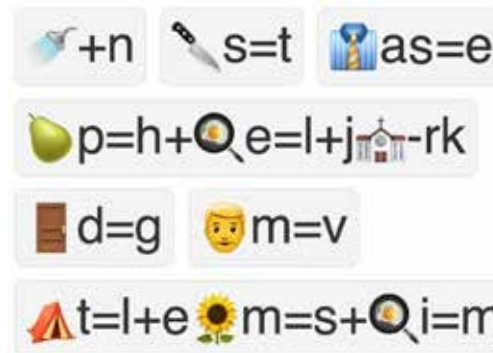 🚿+n 🔪s=t 👔as=e
🍐p=h+🍳e=l+j⛪-rk
🚪d=g 👨m=v
⛺t=l+e🌻m=s+🍳i=m